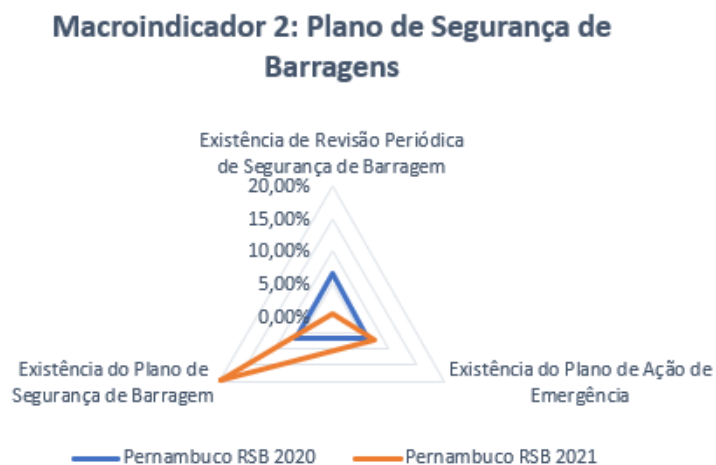 Macroindicador 2: Plano de Segurança de
Barragens
Existência de Revisão Periódica
de Segurança de Barragem
20,00%
15,00%
10,00%
5,00%
0,00%
Existência do Plano de
Segurança de Barragem
Existência do Plano de Ação de
Emergência
Pernambuco RSB 2020
Pernambuco RSB 2021